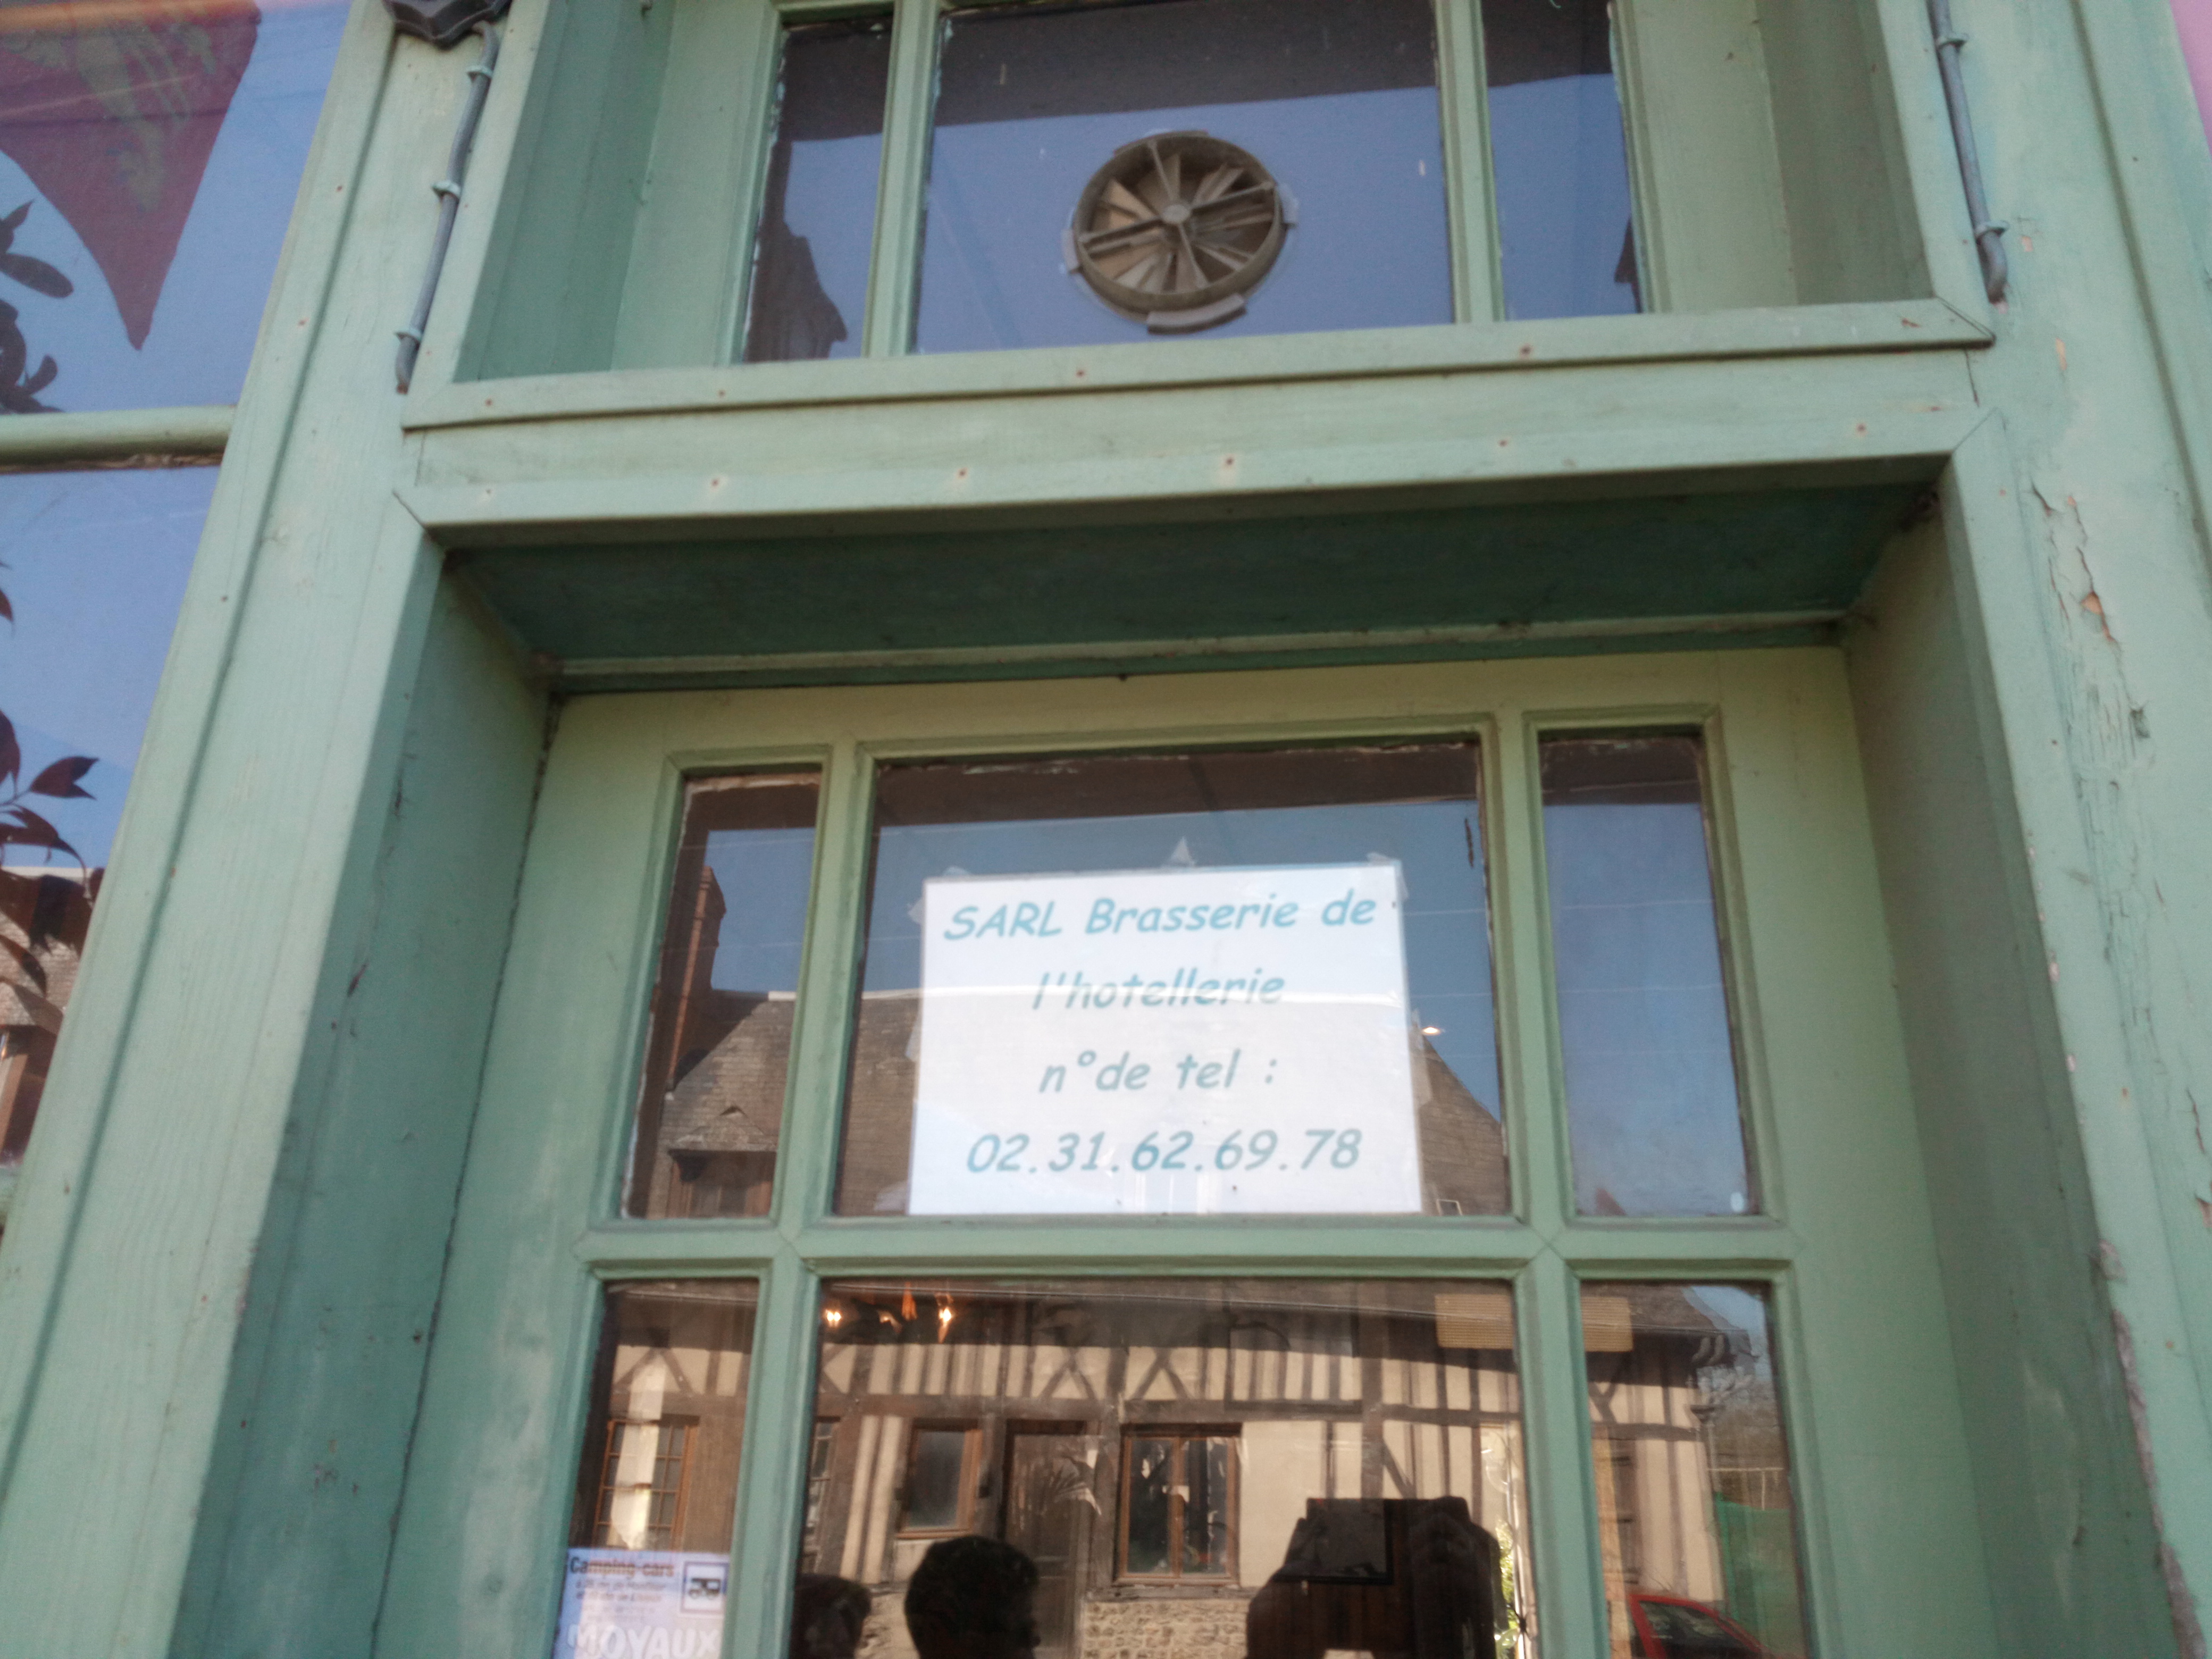 SARL Brasserie de
l'hotellerie
n°de tel :
02.31.62.69.78
Camping-cars
MOYAUX